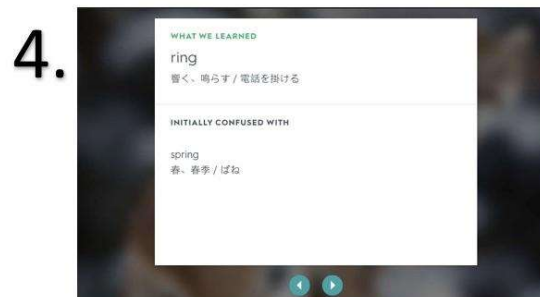 4.
WHAT WE LEARNED
ring
響く、鳴らす / 電話を掛ける
INITIALLY CONFUSED WITH
spring
春、春季 / ばね